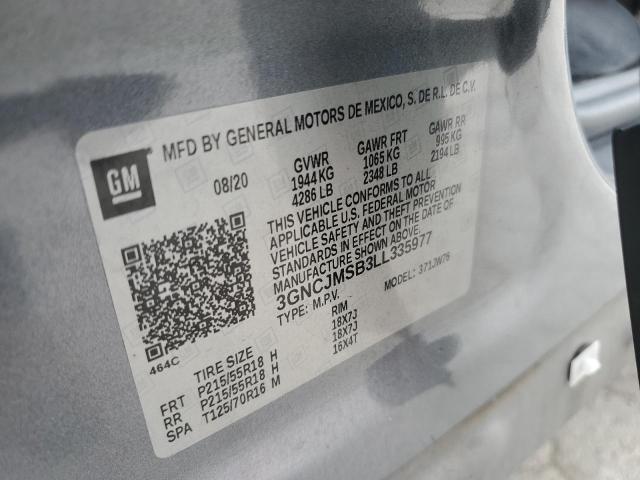 MFD BY GENERAL MOTORS DE MEXICO, S. DE R.L. DE C.V.
GM
08/20
GVWR GAWR FRT GAWR RR
1944 KG 1065 KG 995 KG
4286 LB 2348 LB 2194 LB
THIS VEHICLE CONFORMS TO ALL
APPLICABLE U.S. FEDERAL MOTOR
VEHICLE SAFETY AND THEFT PREVENTION
STANDARDS IN EFFECT ON THE DATE OF
MANUFACTURE SHOWN ABOVE.
3GNCJMSB3LL335977
TYPE: M.P.V. MODEL: 371JW76
464C
TIRE SIZE RIM
FRT P215/55R18 H 18X7J
RR P215/55R18 H 18X7J
SPA T125/70R16 M 16X4T